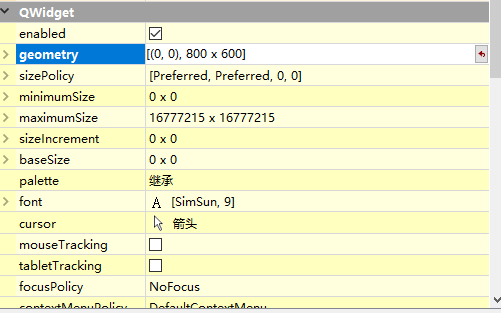 QWidget
enabled
geometry [(0, 0), 800 x 600]
sizePolicy [Preferred, Preferred, 0, 0]
minimumSize 0 x 0
maximumSize 16777215 x 16777215
sizeIncrement 0 x 0
baseSize 0 x 0
palette 继承
font A [SimSun, 9]
cursor 箭头
mouseTracking
tabletTracking
focusPolicy NoFocus
contextMenuPolicy DefaultContextMenu